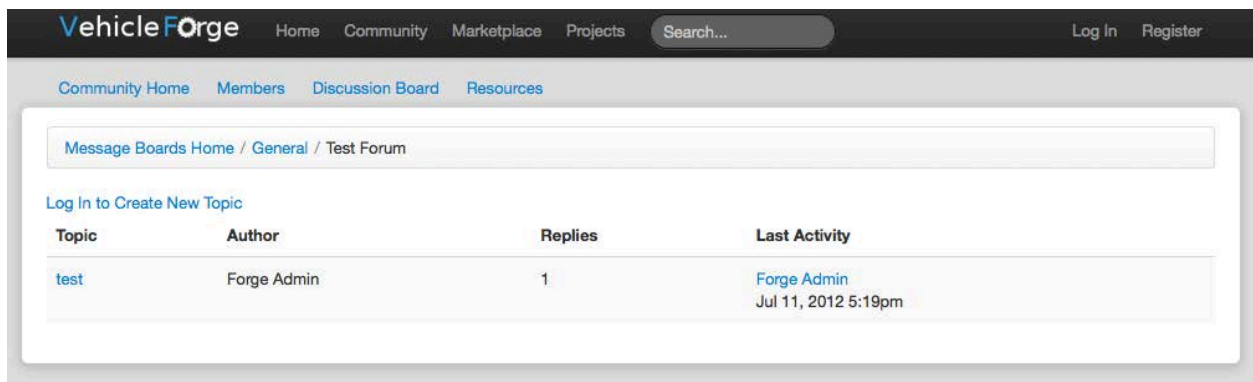 VehicleFOrge Home Community Marketplace Projects Search... Log In Register
Community Home Members Discussion Board Resources
Message Boards Home / General / Test Forum
Log In to Create New Topic
Topic Author Replies Last Activity
test Forge Admin 1 Forge Admin
Jul 11, 2012 5:19pm